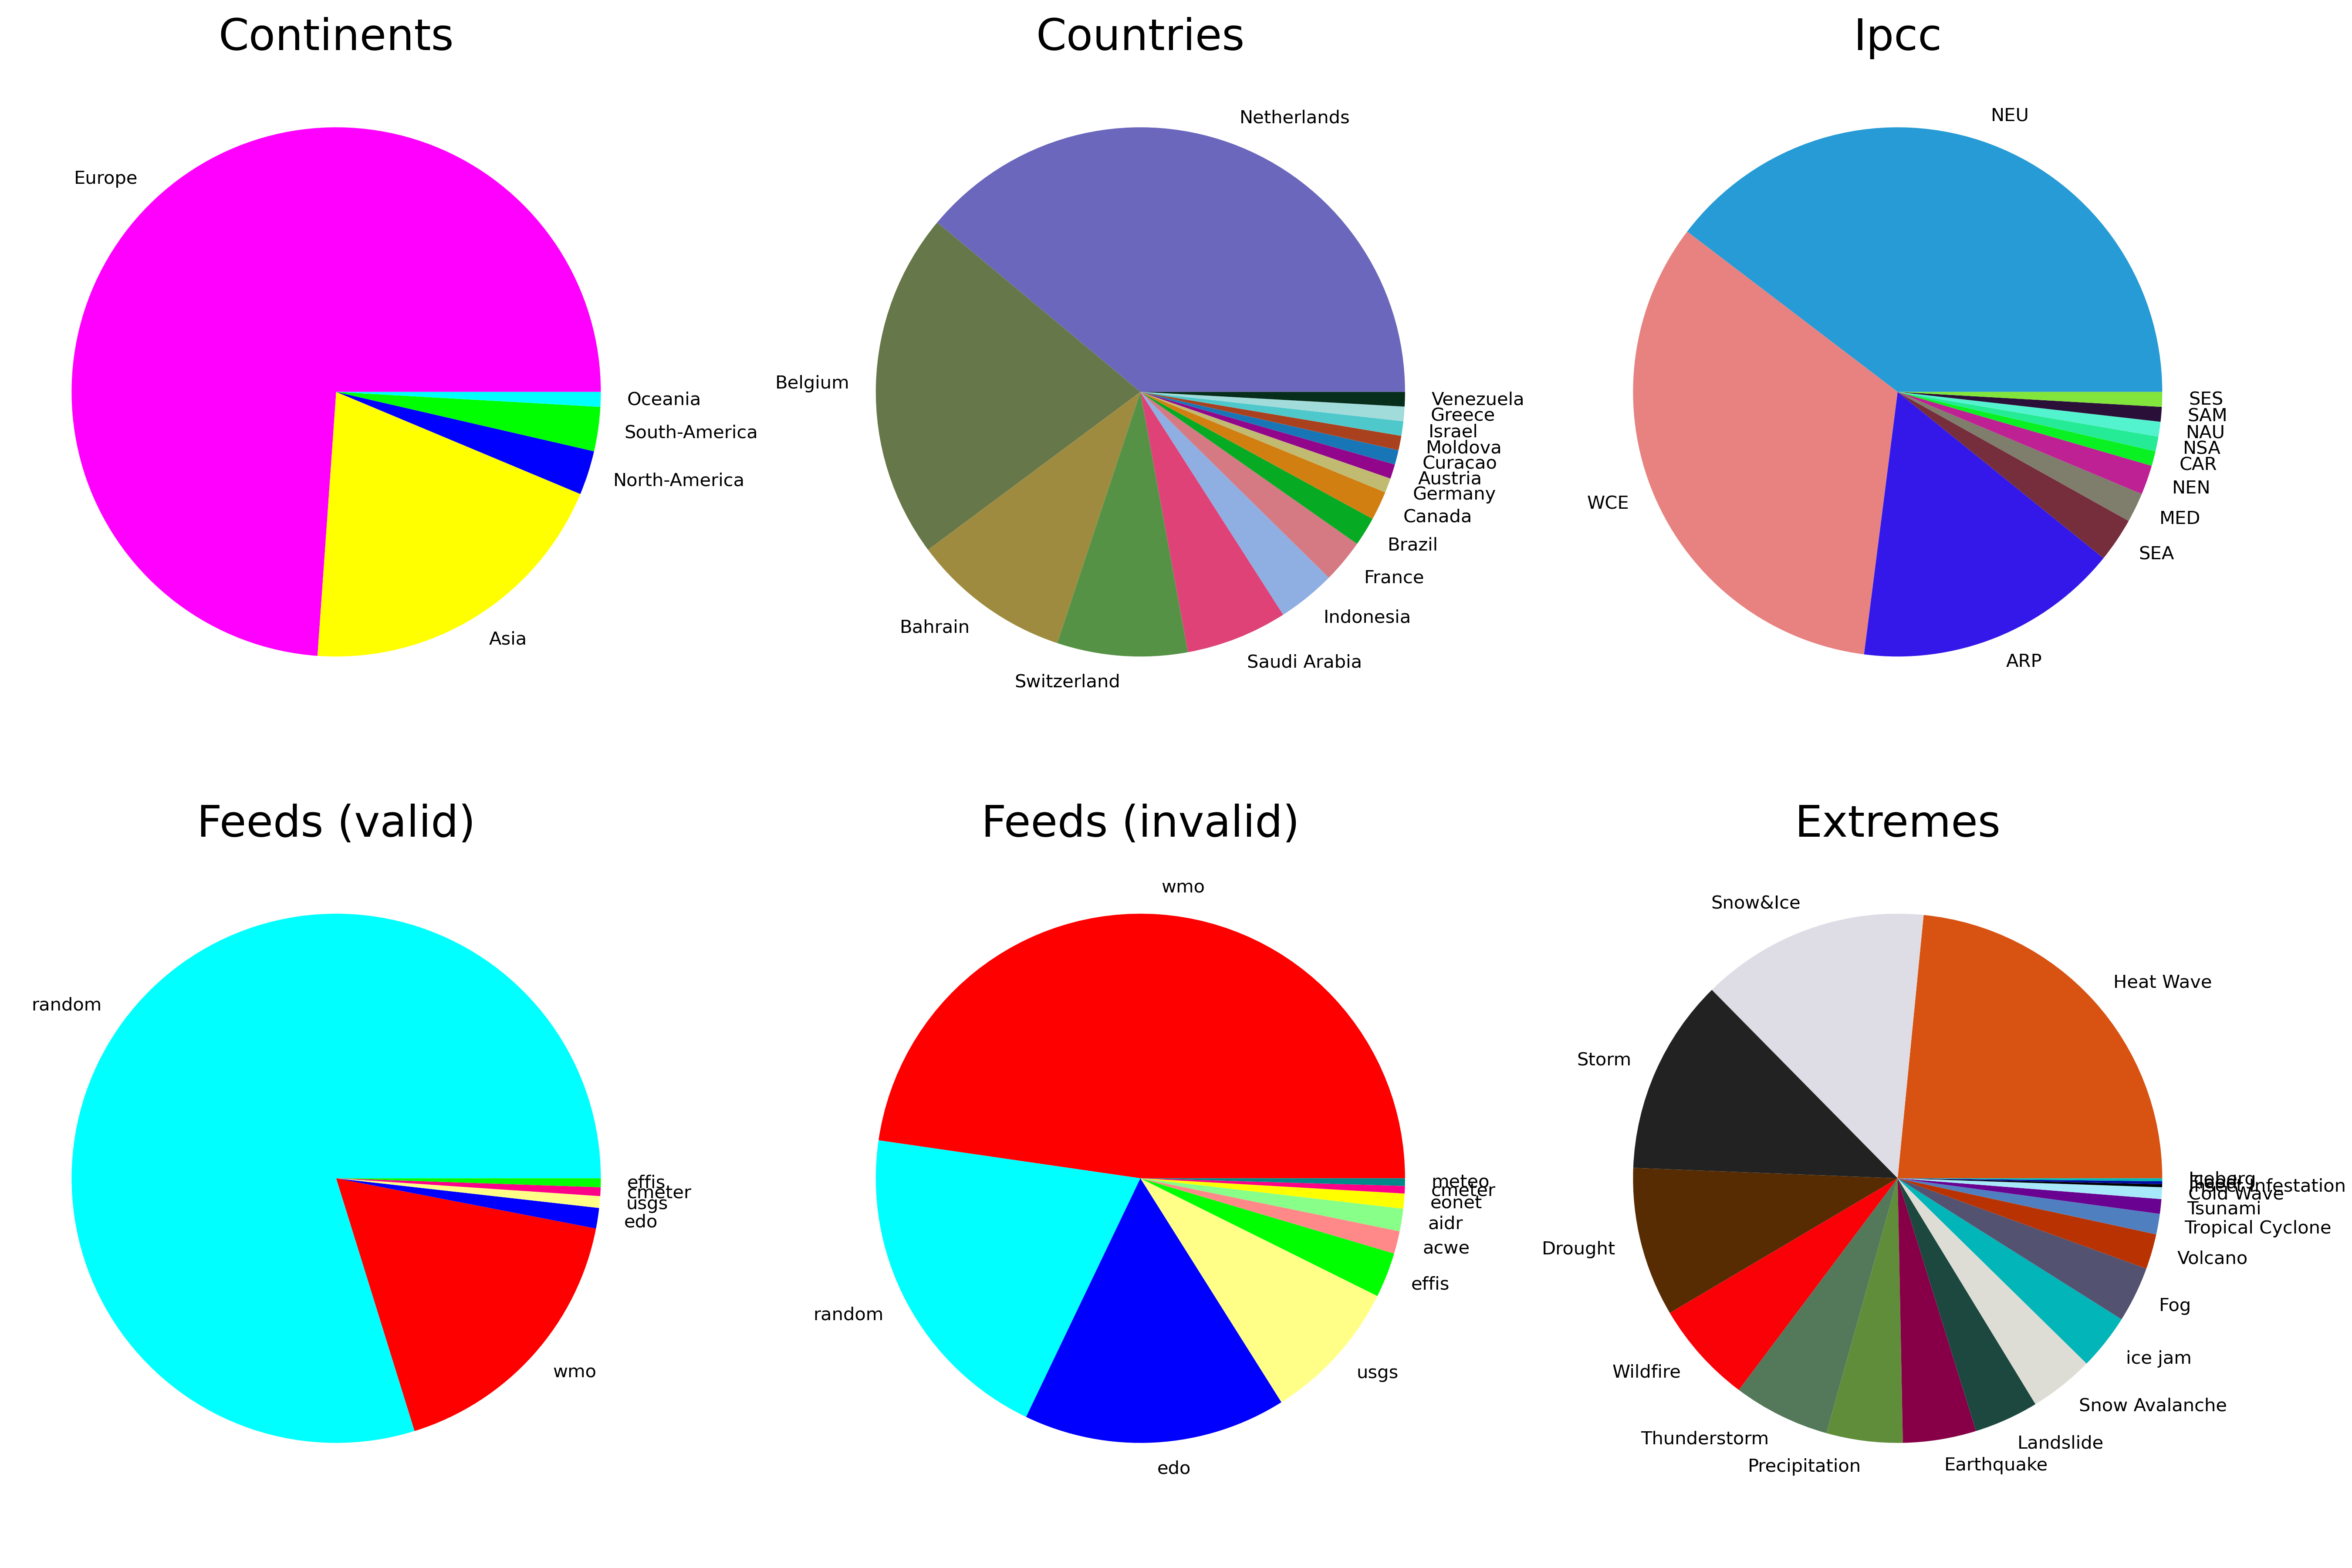 Continents
Europe
Oceania
South-America
North-America
Asia
Countries
Netherlands
Belgium
Venezuela
Greece
Israel
Moldova
Curacao
Austria
Germany
Canada
Brazil
France
Indonesia
Saudi Arabia
Switzerland
Bahrain
Ipcc
NEU
WCE
SES
SAM
NAU
NSA
CAR
NEN
MED
SEA
ARP
Feeds (valid)
random
effis
cmeter
usgs
edo
wmo
Feeds (invalid)
wmo
meteo
cmeter
eonet
aidr
acwe
effis
usgs
random
edo
Extremes
Snow&Ice
Heat Wave
Storm
Iceberg
Insect Infestation
Cold Wave
Tsunami
Tropical Cyclone
Volcano
Fog
ice jam
Snow Avalanche
Landslide
Earthquake
Precipitation
Thunderstorm
Wildfire
Drought